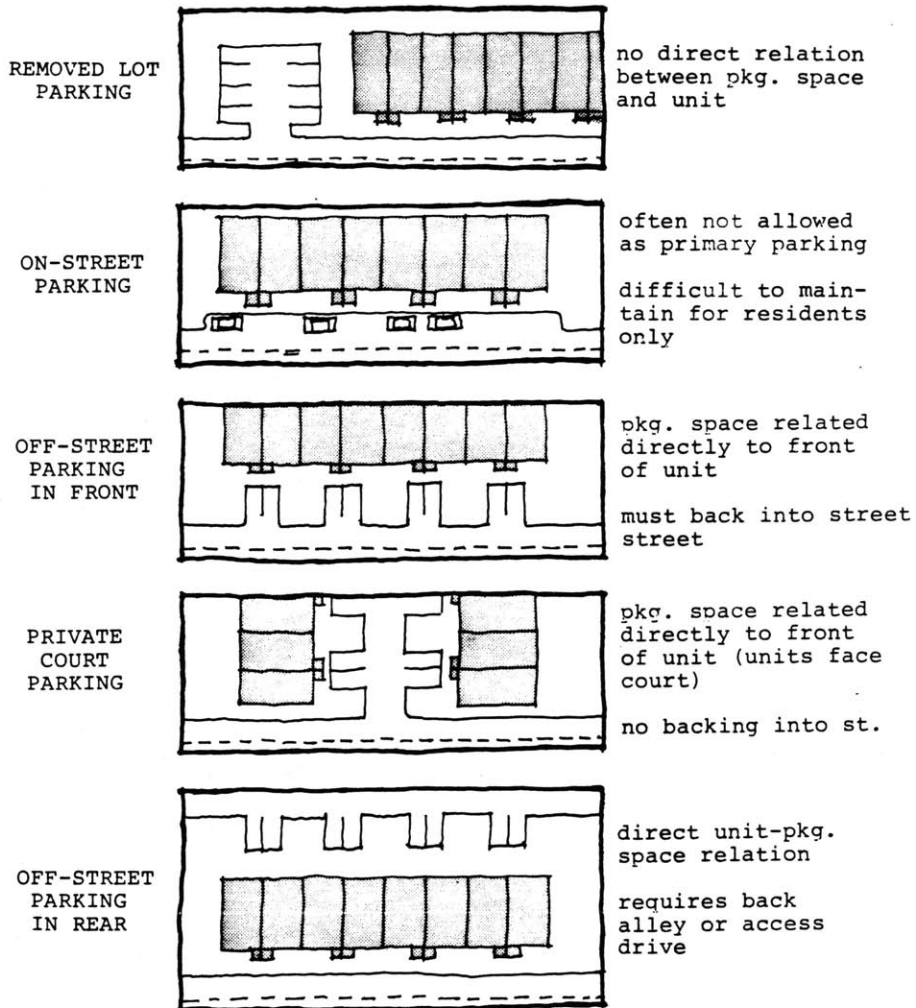 REMOVED LOT
PARKING
no direct relation
between pkg. space
and unit
ON-STREET
PARKING
often not allowed
as primary parking
difficult to main-
tain for residents
only
OFF-STREET
PARKING
IN FRONT
pkg. space related
directly to front
of unit
must back into street
street
PRIVATE
COURT
PARKING
pkg. space related
directly to front
of unit (units face
court)
no backing into st.
OFF-STREET
PARKING
IN REAR
direct unit-pkg.
space relation
requires back
alley or access
drive